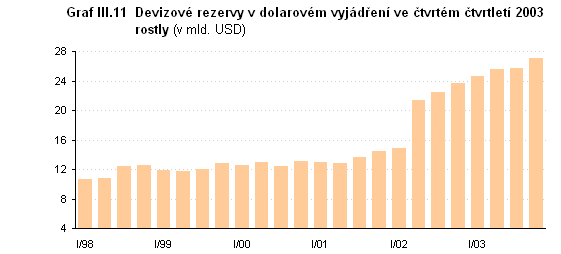 Graf III.11 Devizové rezervy v dolarovém vyjádření ve čtvrtém čtvrtletí 2003
rostly (v mld. USD)
28
24
20
16
12
8
4
I/98 I/99 I/00 I/01 I/02 I/03